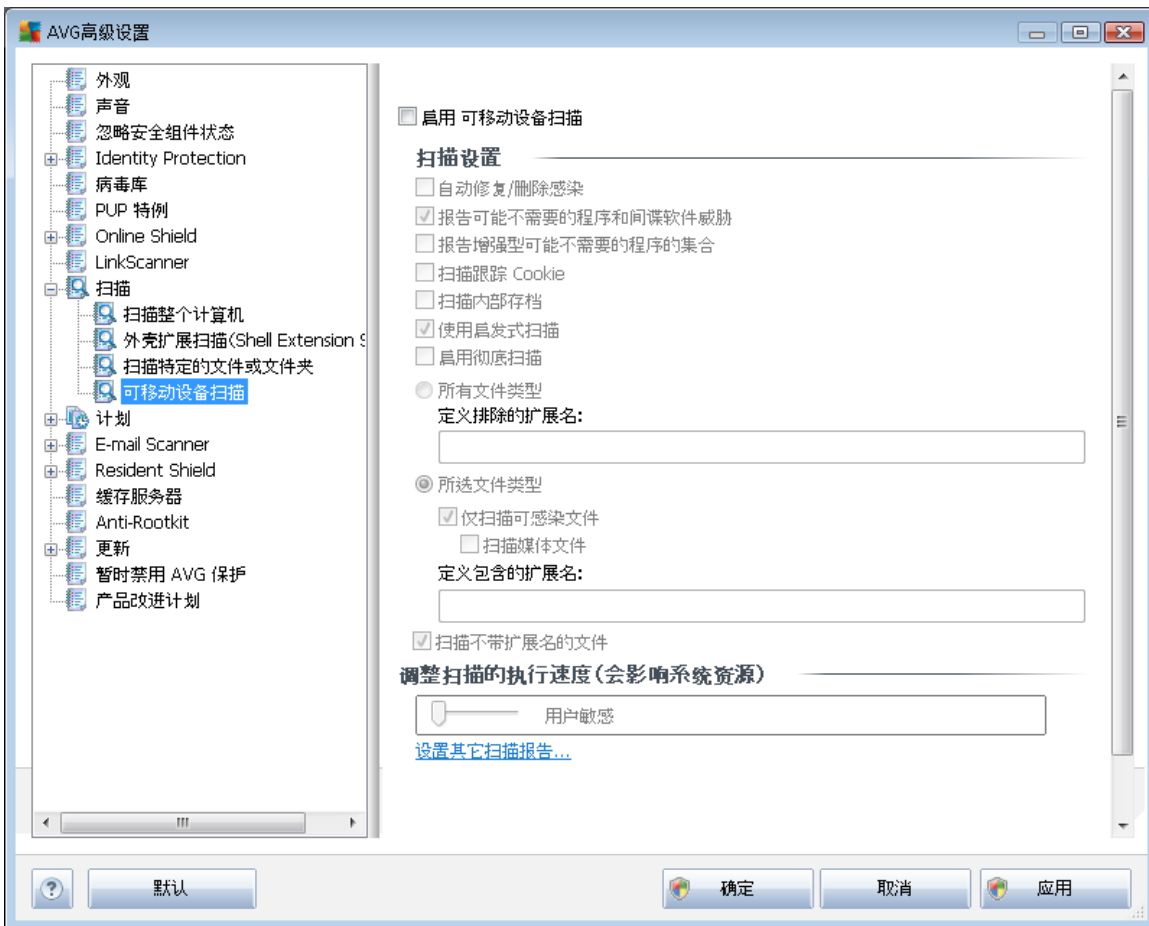 AVG高级设置
外观
声音
忽略安全组件状态
Identity Protection
病毒库
PUP 特例
Online Shield
LinkScanner
扫描
扫描整个计算机
外壳扩展扫描(Shell Extension S
扫描特定的文件或文件夹
可移动设备扫描
计划
E-mail Scanner
Resident Shield
缓存服务器
Anti-Rootkit
更新
暂时禁用 AVG 保护
产品改进计划
启用 可移动设备扫描
扫描设置
自动修复/删除感染
报告可能不需要的程序和间谍软件威胁
报告增强型可能不需要的程序的集合
扫描跟踪 Cookie
扫描内部存档
使用启发式扫描
启用彻底扫描
所有文件类型
定义排除的扩展名:
所选文件类型
仅扫描可感染文件
扫描媒体文件
定义包含的扩展名:
扫描不带扩展名的文件
调整扫描的执行速度(会影响系统资源)
用户敏感
设置其它扫描报告...
?
默认
确定
取消
应用